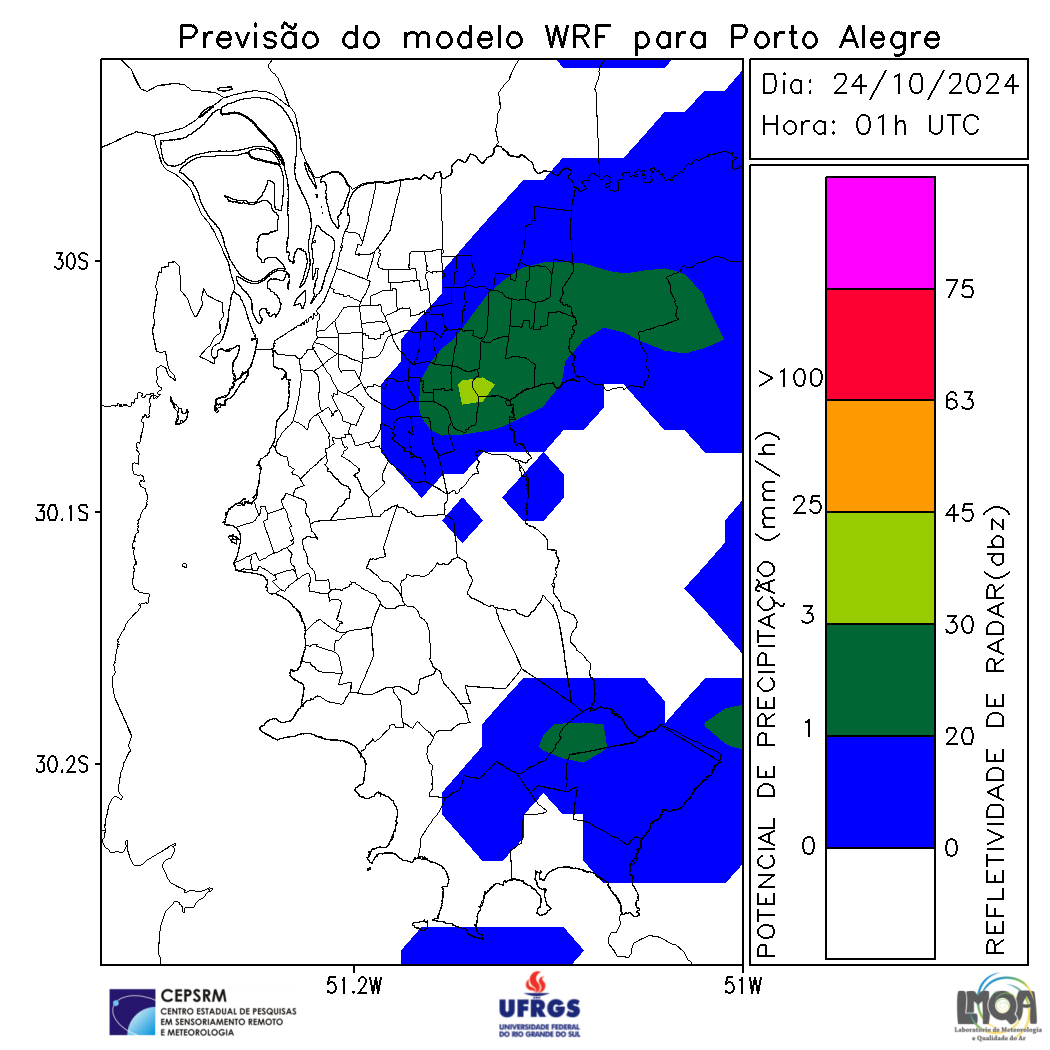 Previsão do modelo WRF para Porto Alegre
Dia: 24/10/2024
Hora: 01h UTC
30S
30.1S
30.2S
51.2W
51W
POTENCIAL DE PRECIPITAÇÃO (mm/h)
>100
25
3
1
0
75
63
45
30
20
0
REFLETIVIDADE DE RADAR(dbz)
CEPSRM
CENTRO ESTADUAL DE PESQUISAS
EM SENSORIAMENTO REMOTO
E METEOROLOGIA
UFRGS
UNIVERSIDADE FEDERAL
DO RIO GRANDE DO SUL
LMQA
Laboratório de Meteorologia
e Qualidade do Ar